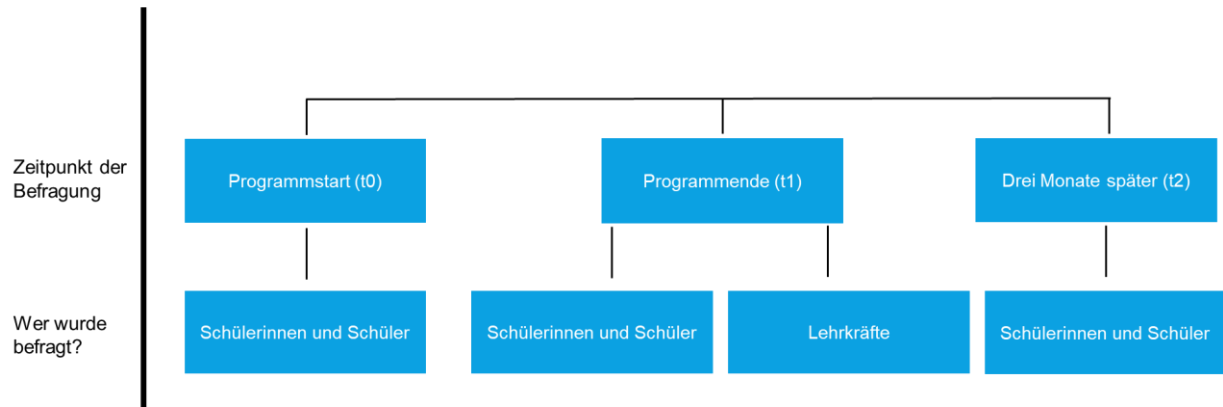 Zeitpunkt der
Befragung
Programmstart (t0)
Programmende (t1)
Drei Monate später (t2)
Wer wurde
befragt?
Schülerinnen und Schüler
Schülerinnen und Schüler
Lehrkräfte
Schülerinnen und Schüler